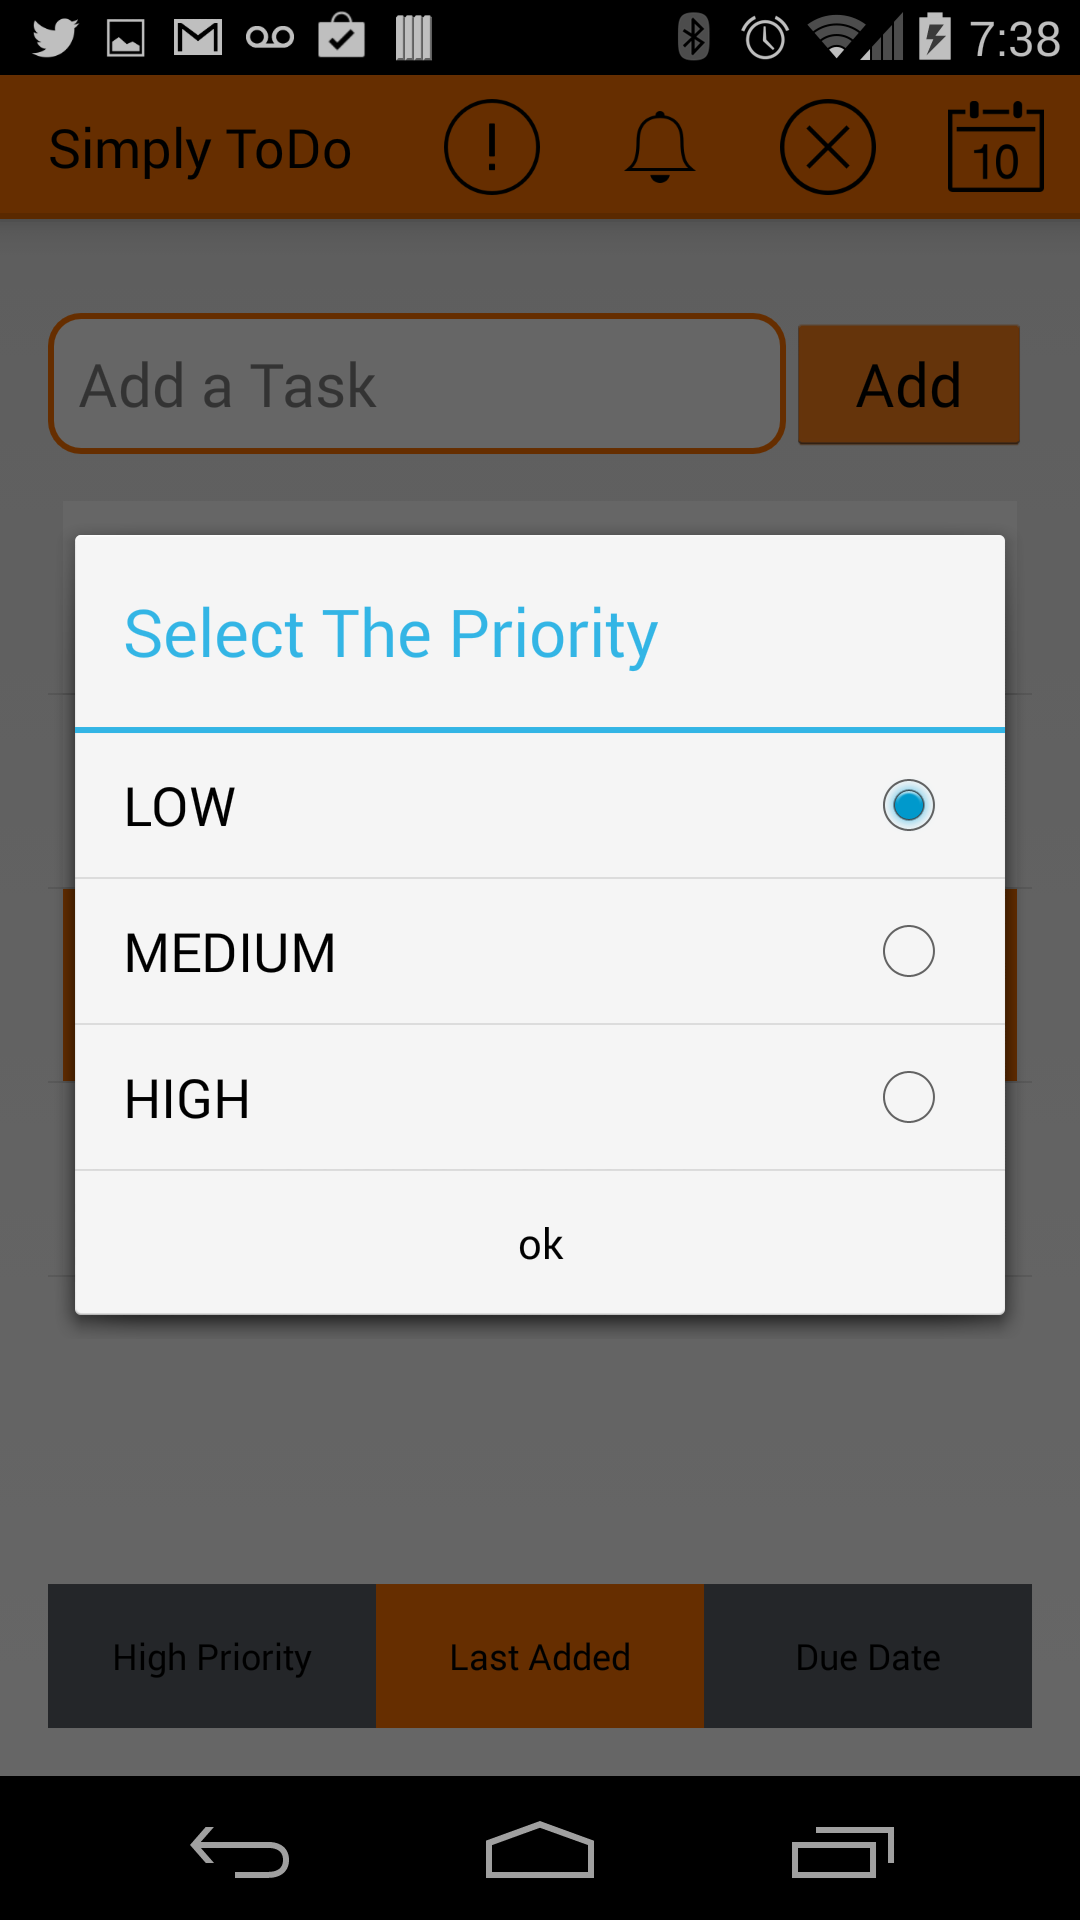 7:38
Simply ToDo
!
10
Add a Task
Add
Select The Priority
LOW
MEDIUM
HIGH
ok
High Priority
Last Added
Due Date